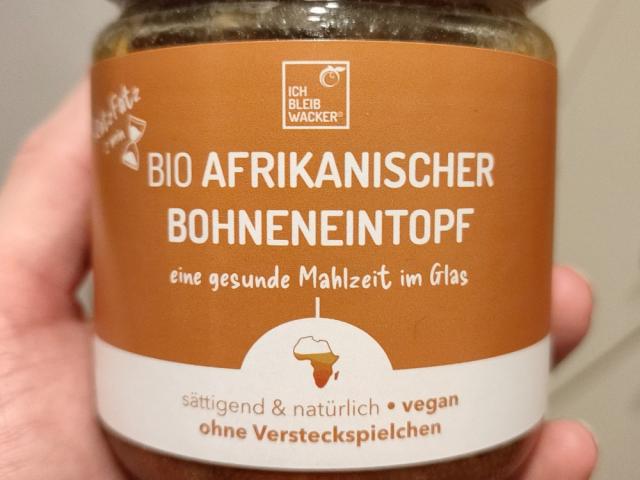 ICH
BLEIB
WACKER®
BIO AFRIKANISCHER
BOHNENEINTOPF
eine gesunde Mahlzeit im Glas
sättigend & natürlich • vegan
ohne Versteckspielchen